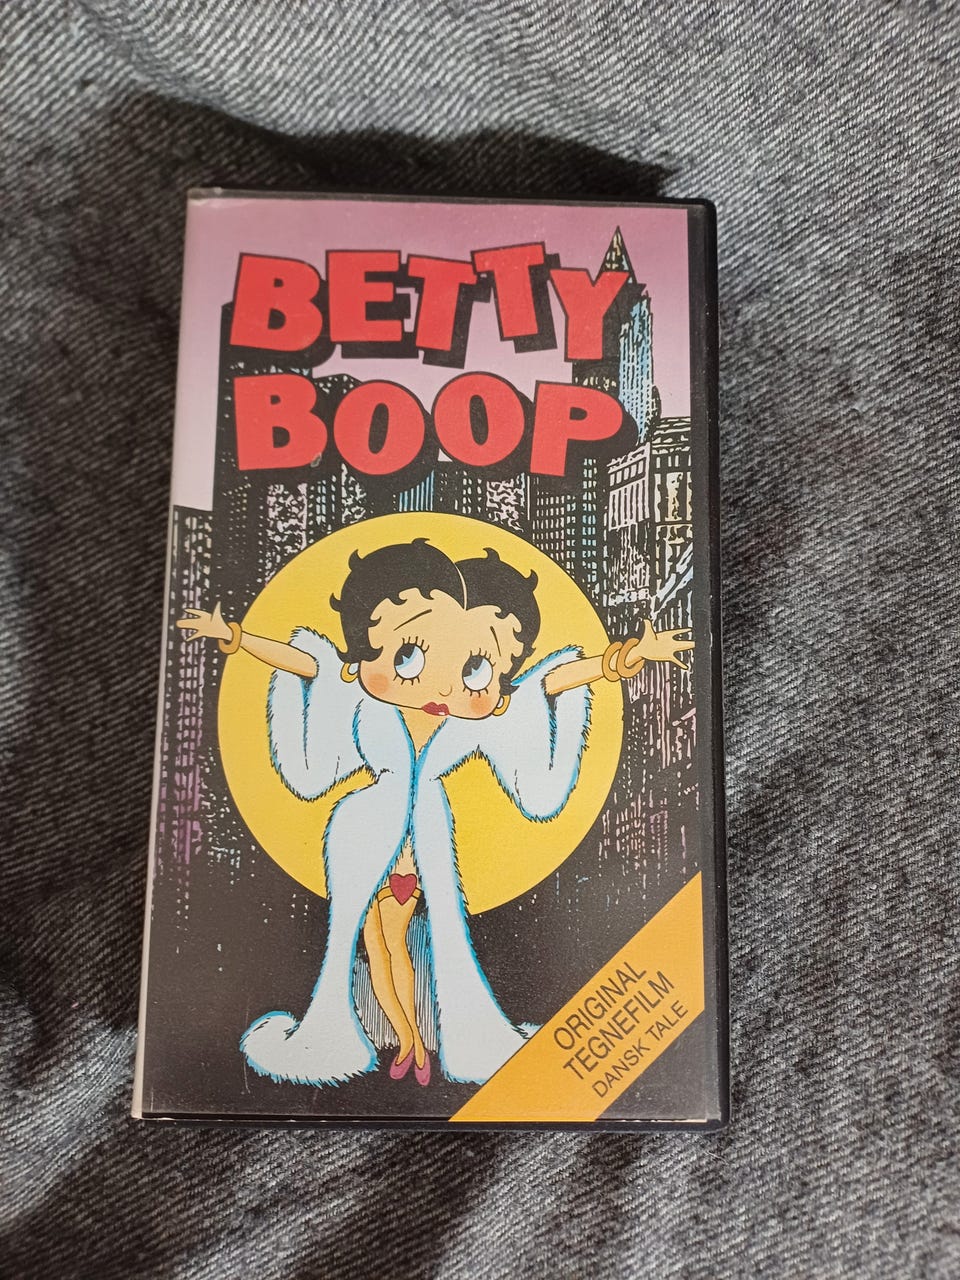 BETTY
BOOP
ORIGINAL
TEGNEFILM
DANSK TALE